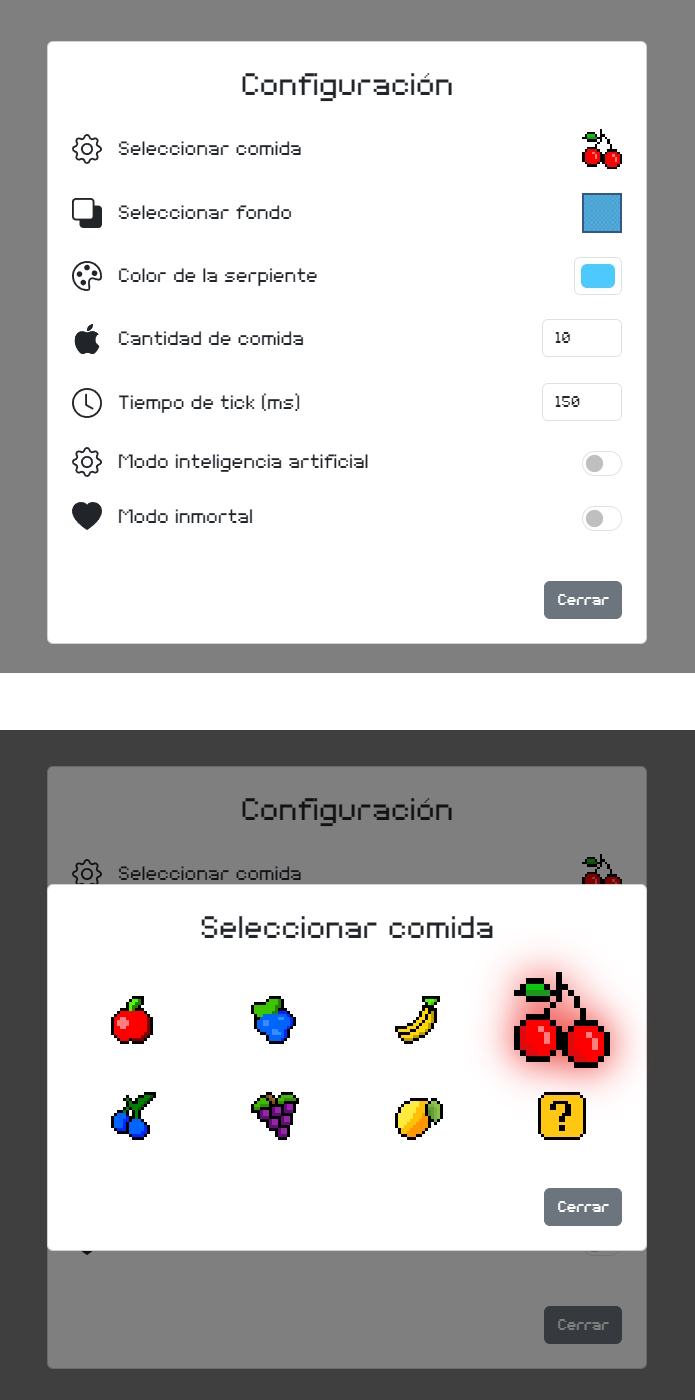 Configuración
Seleccionar comida
Seleccionar fondo
Color de la serpiente
Cantidad de comida
10
Tiempo de tick (ms)
150
Modo inteligencia artificial
Modo inmortal
Cerrar
Configuración
Seleccionar comida
Seleccionar comida
?
Cerrar
Cerrar